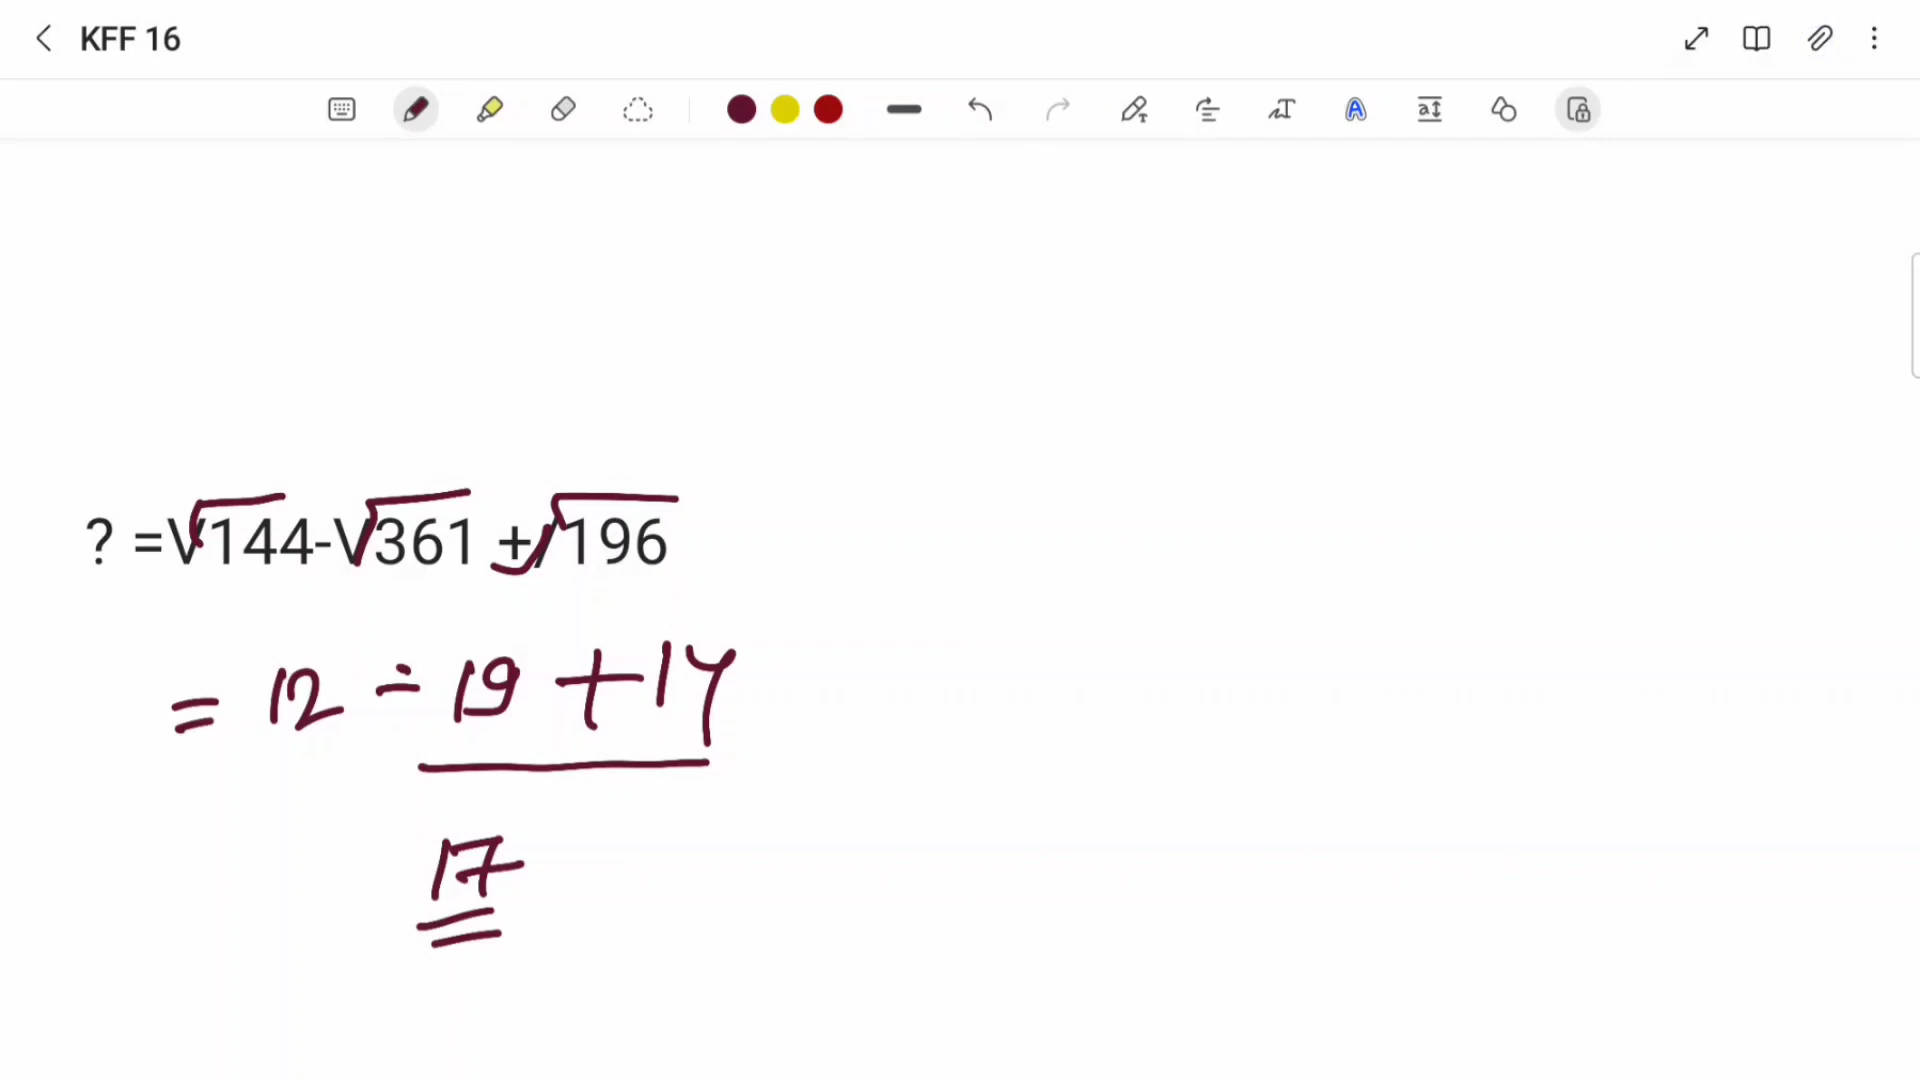 KFF 16
? =√144-√361 +√196
= 12 - 19 + 14
17